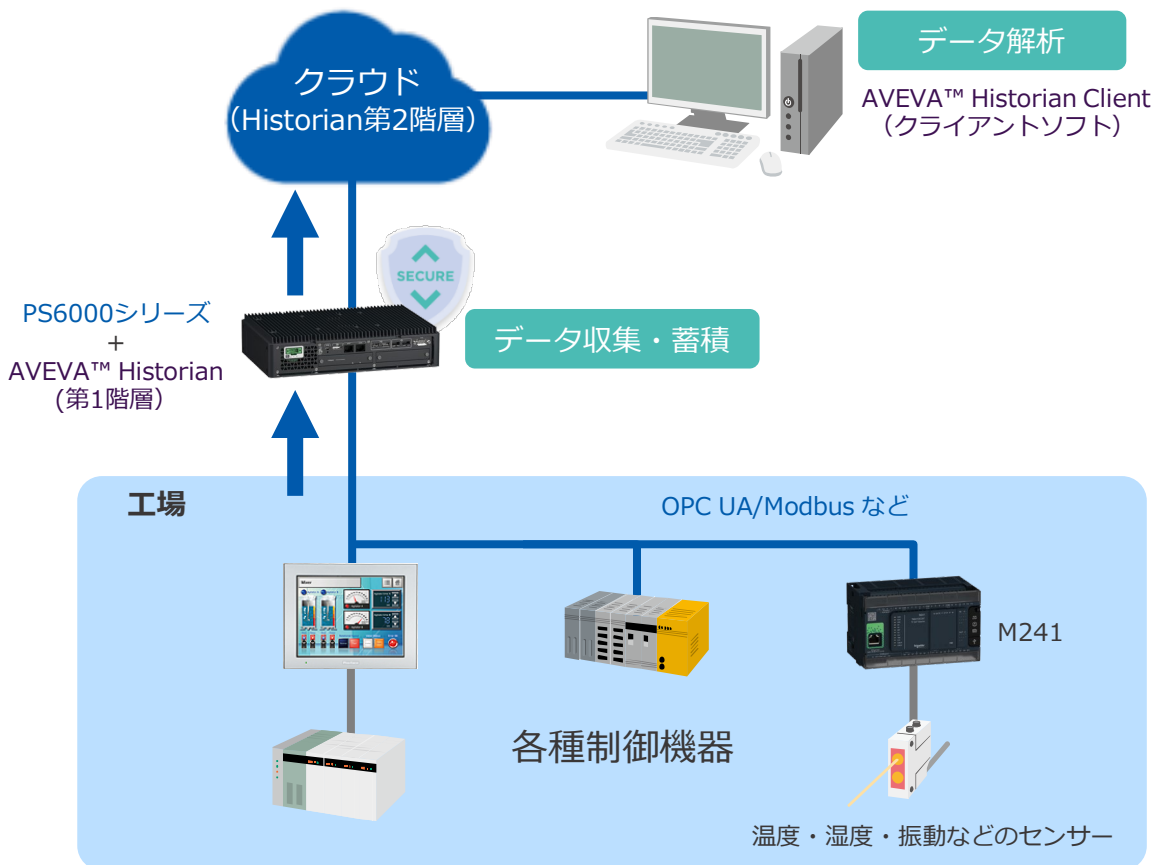 クラウド
（Historian第2階層）
データ解析
AVEVA™ Historian Client
（クライアントソフト）
SECURE
PS6000シリーズ
+
AVEVA™ Historian
(第1階層）
データ収集・蓄積
工場
OPC UA/Modbus など
M241
各種制御機器
温度・湿度・振動などのセンサー